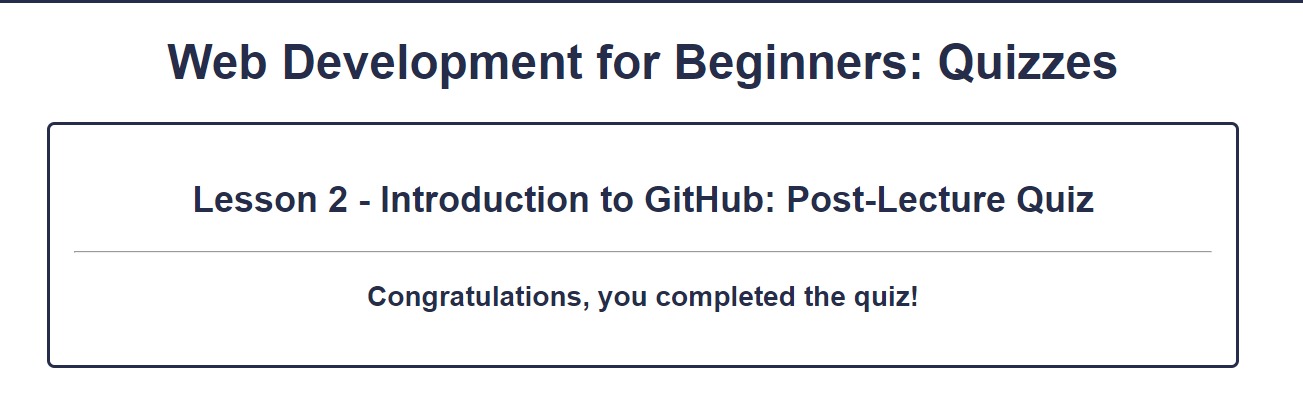 Web Development for Beginners: Quizzes
Lesson 2 - Introduction to GitHub: Post-Lecture Quiz
Congratulations, you completed the quiz!